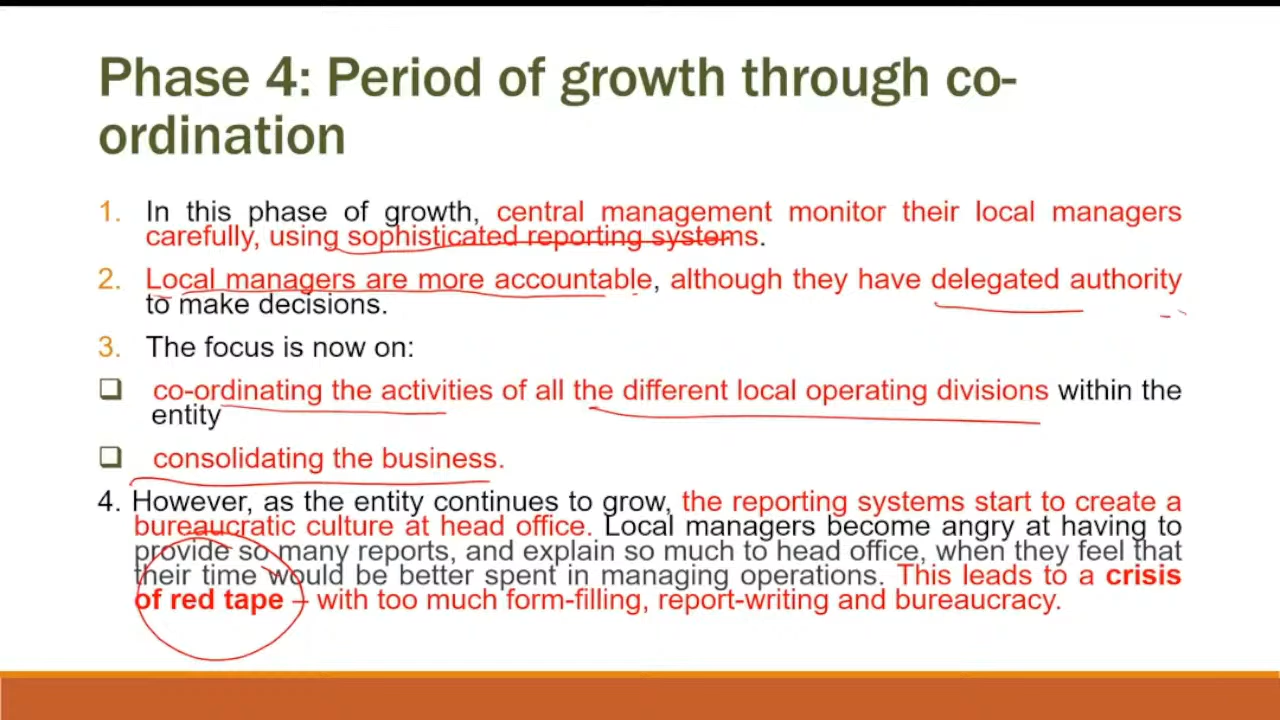 Phase 4: Period of growth through co-
ordination
1. In this phase of growth, central management monitor their local managers
carefully, using sophisticated reporting systems.
2. Local managers are more accountable, although they have delegated authority
to make decisions.
3. The focus is now on:
❑ co-ordinating the activities of all the different local operating divisions within the
entity
❑ consolidating the business.
4. However, as the entity continues to grow, the reporting systems start to create a
bureaucratic culture at head office. Local managers become angry at having to
provide so many reports, and explain so much to head office, when they feel that
their time would be better spent in managing operations. This leads to a crisis
of red tape – with too much form-filling, report-writing and bureaucracy.